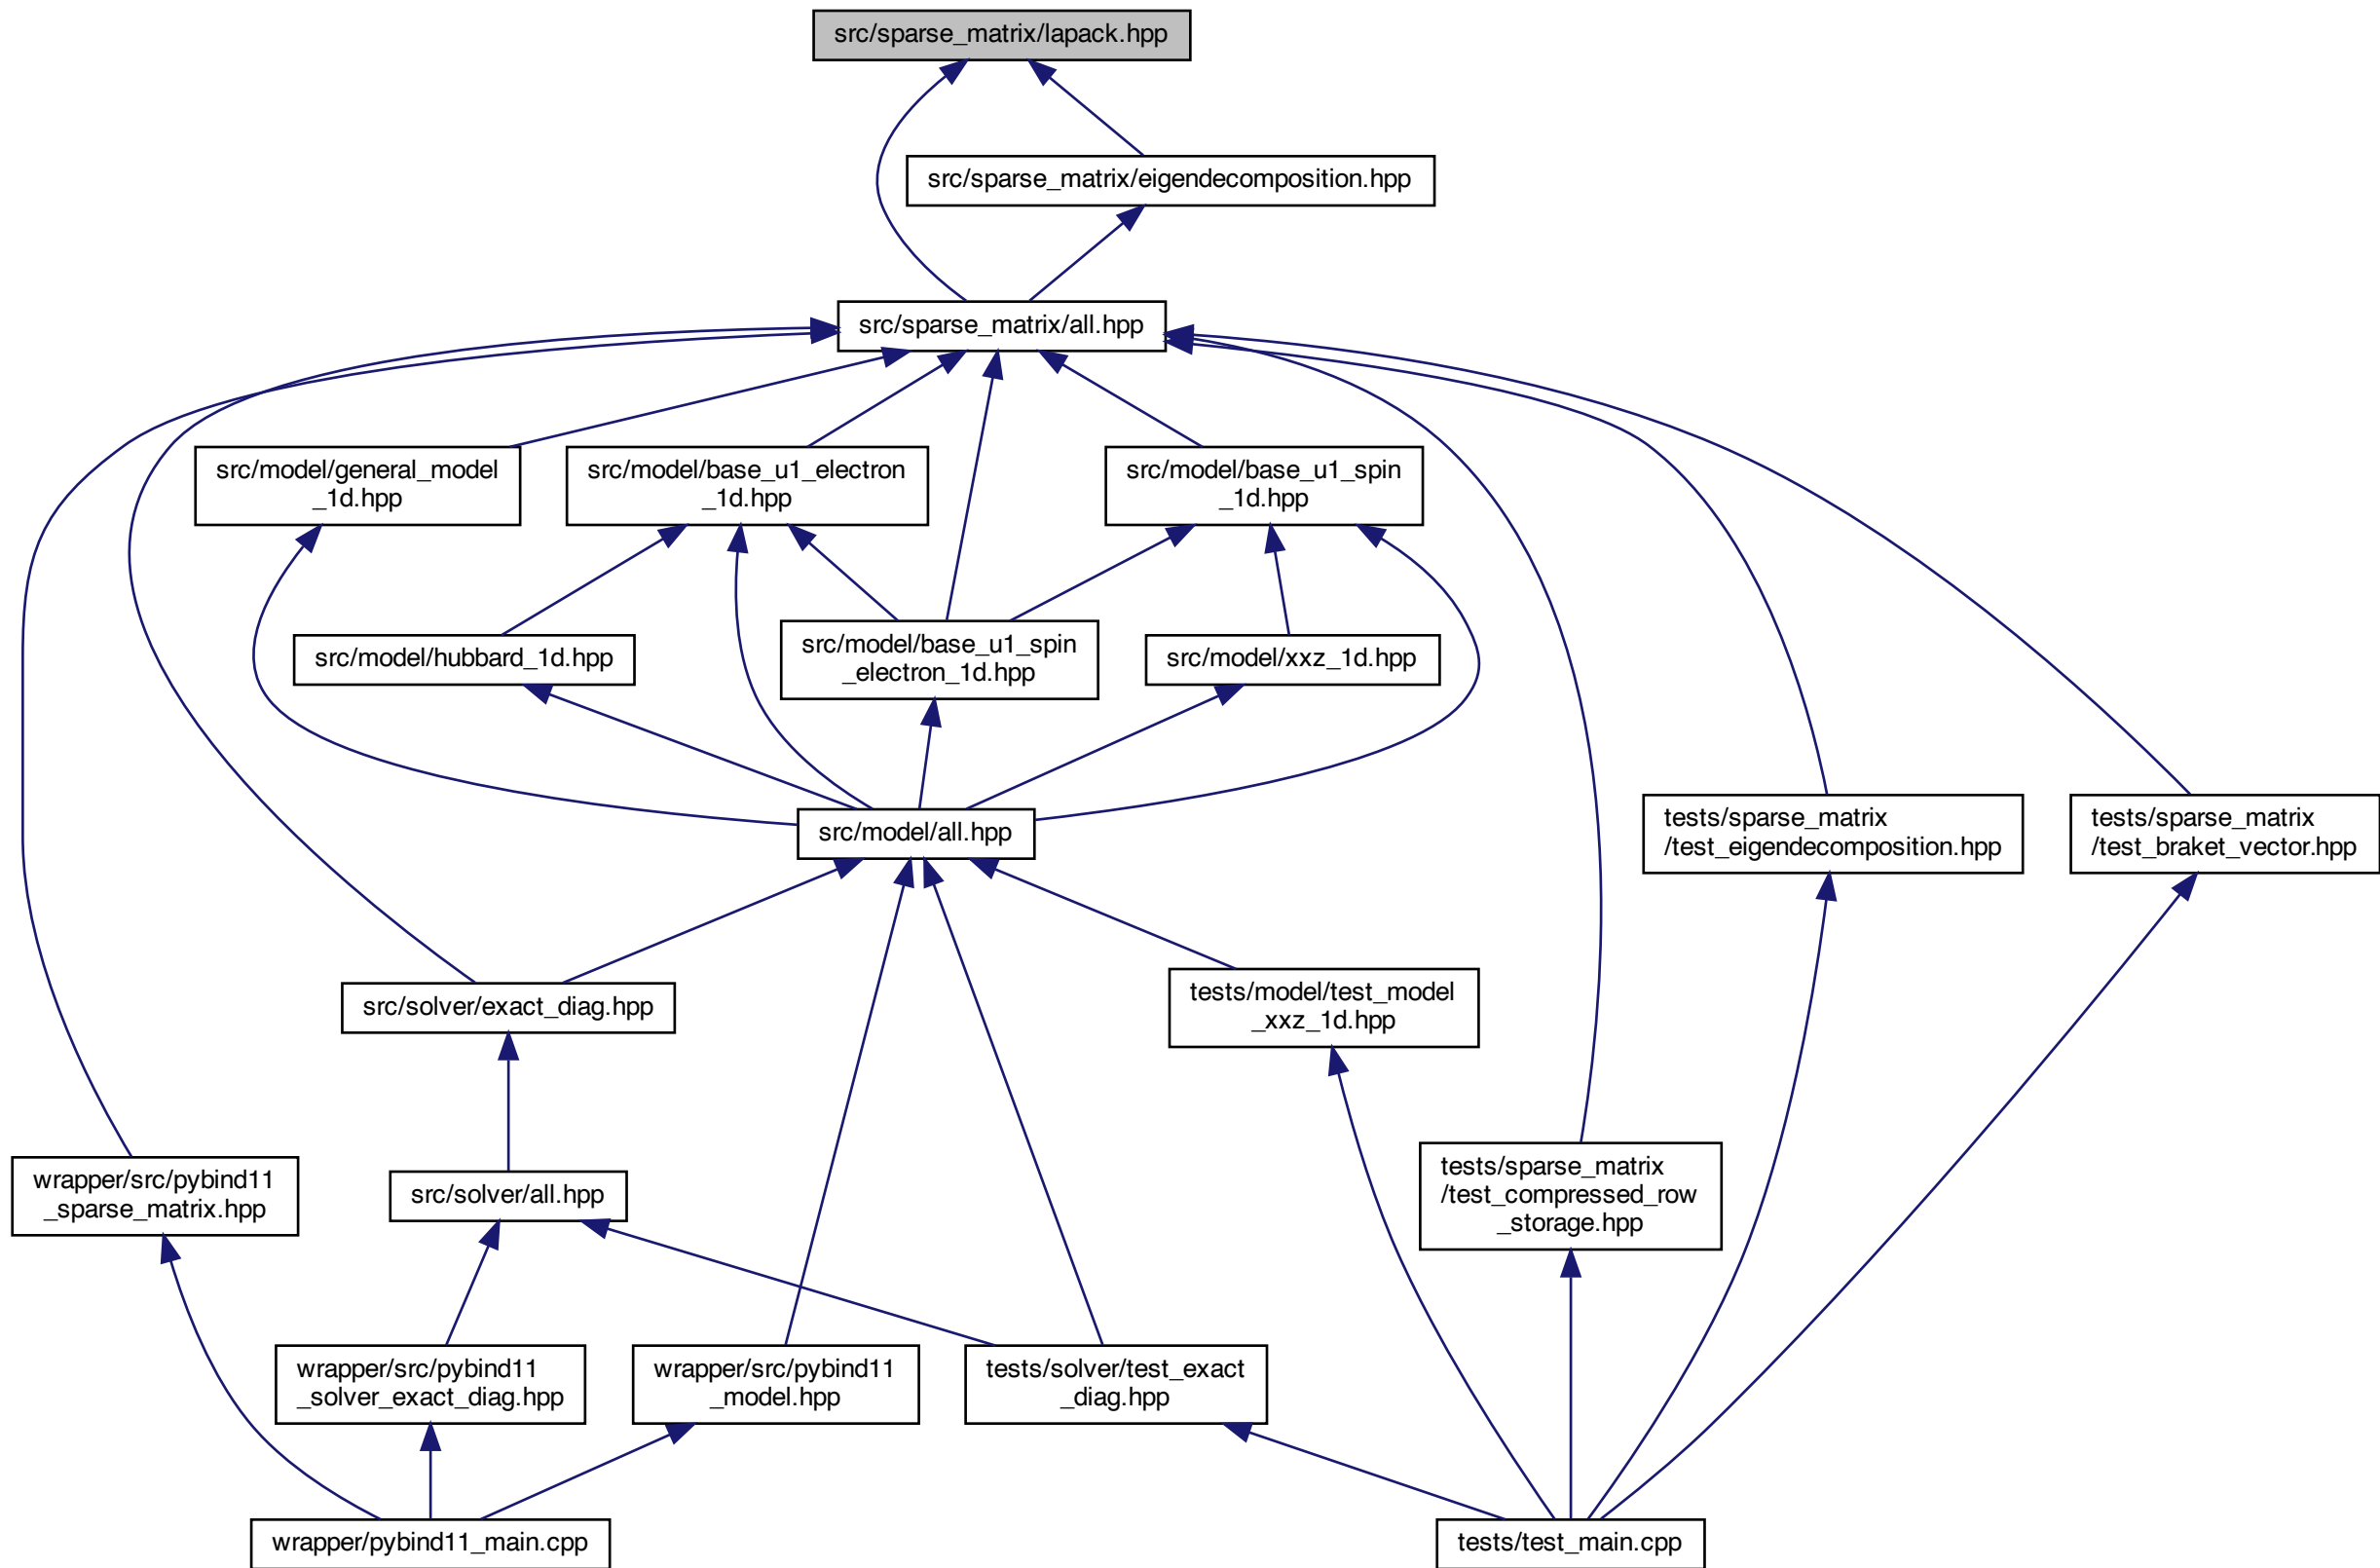 src/sparse_matrix/lapack.hpp
src/sparse_matrix/eigendecomposition.hpp
src/sparse_matrix/all.hpp
src/model/general_model
_1d.hpp
src/model/base_u1_electron
_1d.hpp
src/model/base_u1_spin
_1d.hpp
src/model/hubbard_1d.hpp
src/model/base_u1_spin
_electron_1d.hpp
src/model/xxz_1d.hpp
src/model/all.hpp
tests/sparse_matrix
/test_eigendecomposition.hpp
tests/sparse_matrix
/test_braket_vector.hpp
src/solver/exact_diag.hpp
tests/model/test_model
_xxz_1d.hpp
wrapper/src/pybind11
_sparse_matrix.hpp
src/solver/all.hpp
tests/sparse_matrix
/test_compressed_row
_storage.hpp
wrapper/src/pybind11
_solver_exact_diag.hpp
wrapper/src/pybind11
_model.hpp
tests/solver/test_exact
_diag.hpp
wrapper/pybind11_main.cpp
tests/test_main.cpp